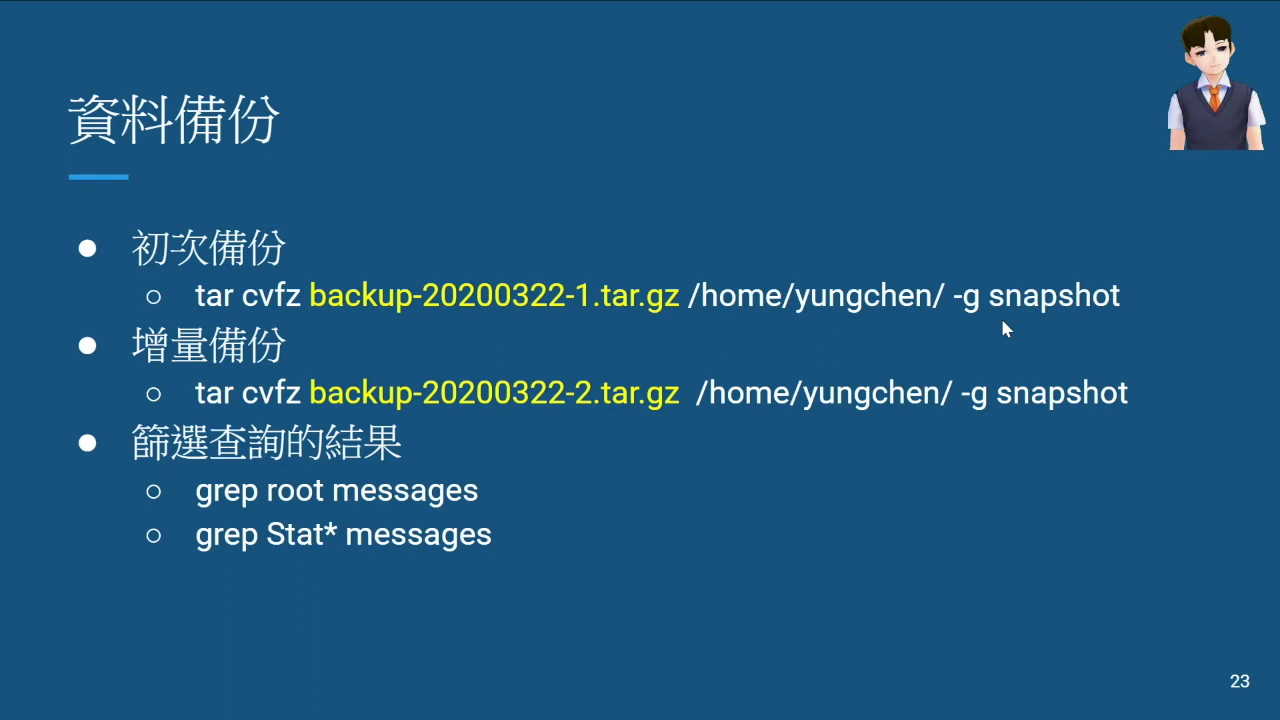 資料備份
初次備份
tar cvfz backup-20200322-1.tar.gz /home/yungchen/ -g snapshot
增量備份
tar cvfz backup-20200322-2.tar.gz  /home/yungchen/ -g snapshot
篩選查詢的結果
grep root messages
grep Stat* messages
23